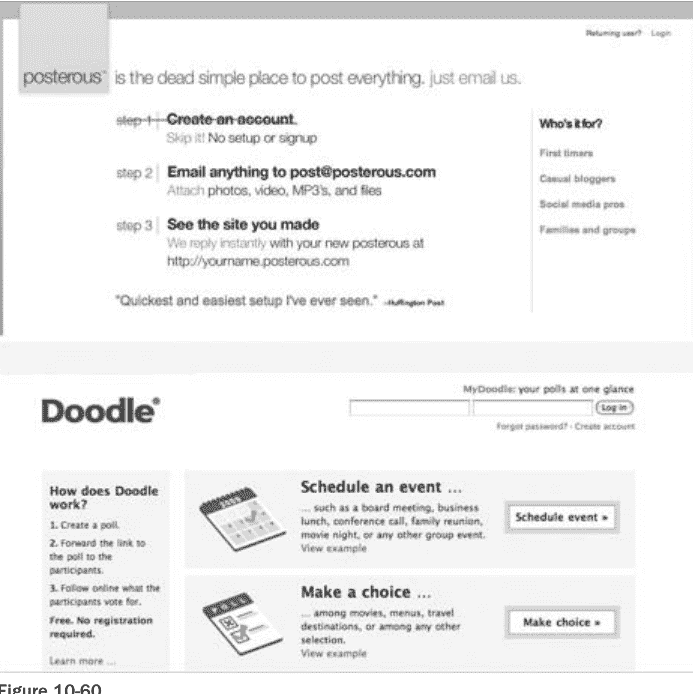 Returning user? Login
posterous™ is the dead simple place to post everything. just email us.
step 1 Create an account.
Skip it! No setup or signup
step 2 Email anything to post@posterous.com
Attach photos, video, MP3's, and files
step 3 See the site you made
We reply instantly with your new posterous at
http://yourname.posterous.com
"Quickest and easiest setup I've ever seen." –Huffington Post
Who's it for?
First timers
Casual bloggers
Social media pros
Families and groups
MyDoodle: your polls at one glance
Doodle®
Log in
Forgot password? - Create account
How does Doodle
work?
1. Create a poll.
2. Forward the link to
the poll to the
participants.
3. Follow online what the
participants vote for.
Free. No registration
required.
Learn more ...
Schedule an event ...
... such as a board meeting, business
lunch, conference call, family reunion,
movie night, or any other group event.
View example
Schedule event »
Make a choice ...
... among movies, menus, travel
destinations, or among any other
selection.
View example
Make choice »
Figure 10-60